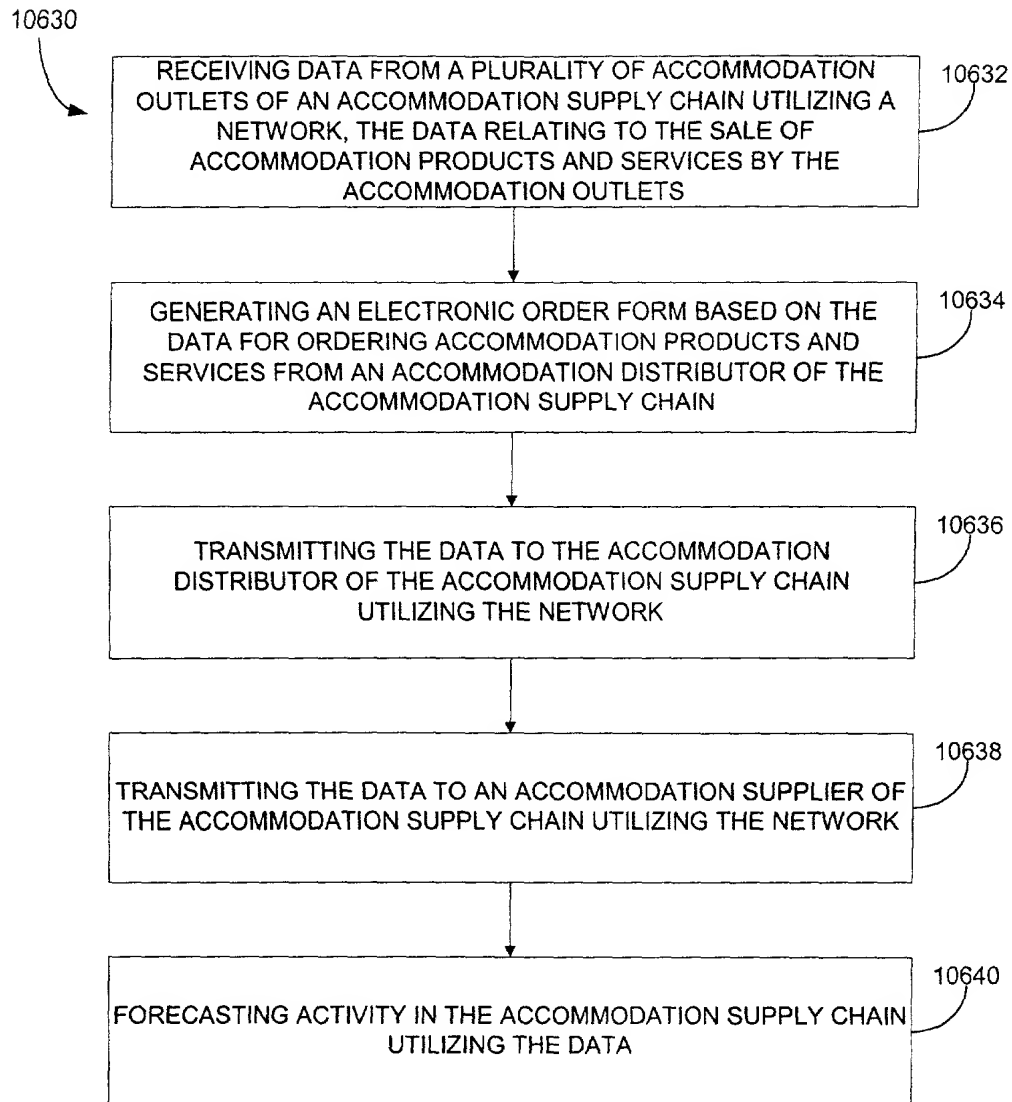 10630
RECEIVING DATA FROM A PLURALITY OF ACCOMMODATION
OUTLETS OF AN ACCOMMODATION SUPPLY CHAIN UTILIZING A
NETWORK, THE DATA RELATING TO THE SALE OF
ACCOMMODATION PRODUCTS AND SERVICES BY THE
ACCOMMODATION OUTLETS
10632
GENERATING AN ELECTRONIC ORDER FORM BASED ON THE
DATA FOR ORDERING ACCOMMODATION PRODUCTS AND
SERVICES FROM AN ACCOMMODATION DISTRIBUTOR OF THE
ACCOMMODATION SUPPLY CHAIN
10634
TRANSMITTING THE DATA TO THE ACCOMMODATION
DISTRIBUTOR OF THE ACCOMMODATION SUPPLY CHAIN
UTILIZING THE NETWORK
10636
TRANSMITTING THE DATA TO AN ACCOMMODATION SUPPLIER OF
THE ACCOMMODATION SUPPLY CHAIN UTILIZING THE NETWORK
10638
FORECASTING ACTIVITY IN THE ACCOMMODATION SUPPLY CHAIN
UTILIZING THE DATA
10640